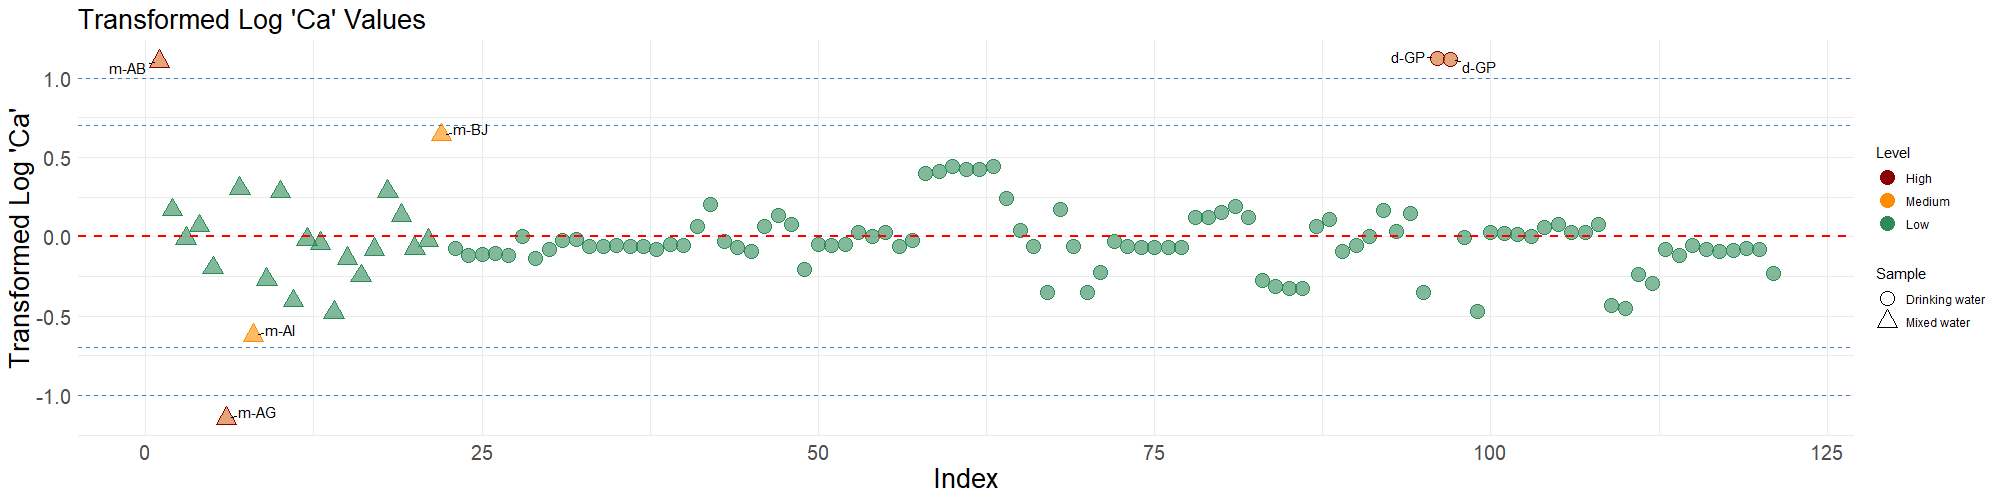 Transformed Log 'Ca' Values
Transformed Log 'Ca'
1.0
0.5
0.0
-0.5
-1.0
m-AB
d-GP
d-GP
m-BJ
m-AI
m-AG
0
25
50
75
100
125
Index
Level
High
Medium
Low
Sample
Drinking water
Mixed water